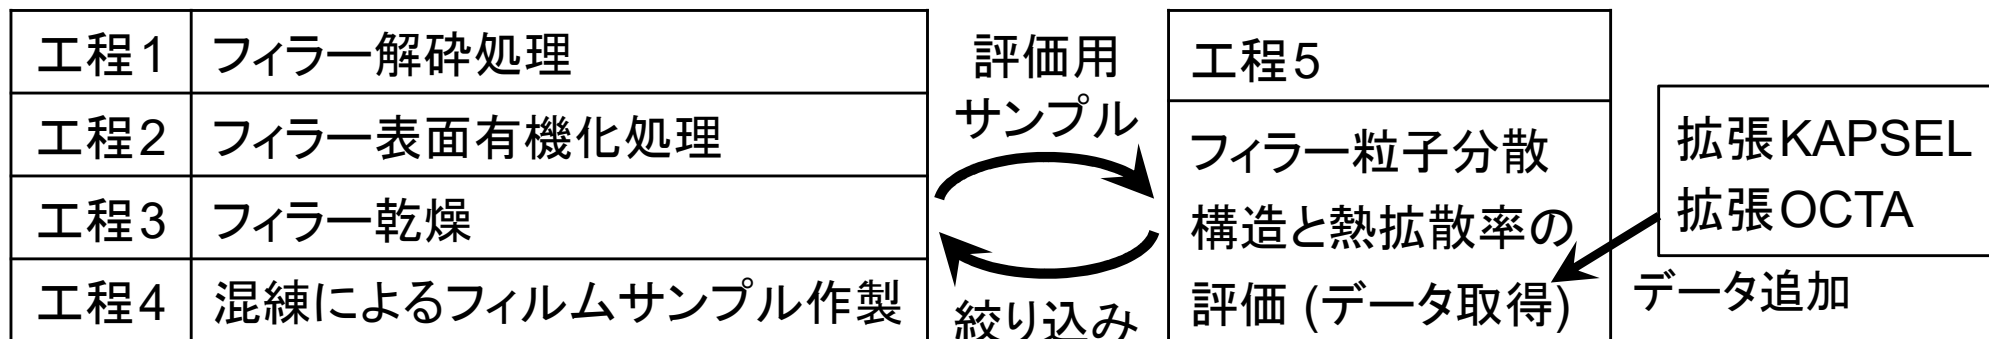 工程1 フィラー解砕処理
工程2 フィラー表面有機化処理
工程3 フィラー乾燥
工程4 混練によるフィルムサンプル作製
評価用
サンプル
絞り込み
工程5
フィラー粒子分散
構造と熱拡散率の
評価 (データ取得)
拡張KAPSEL
拡張OCTA
データ追加